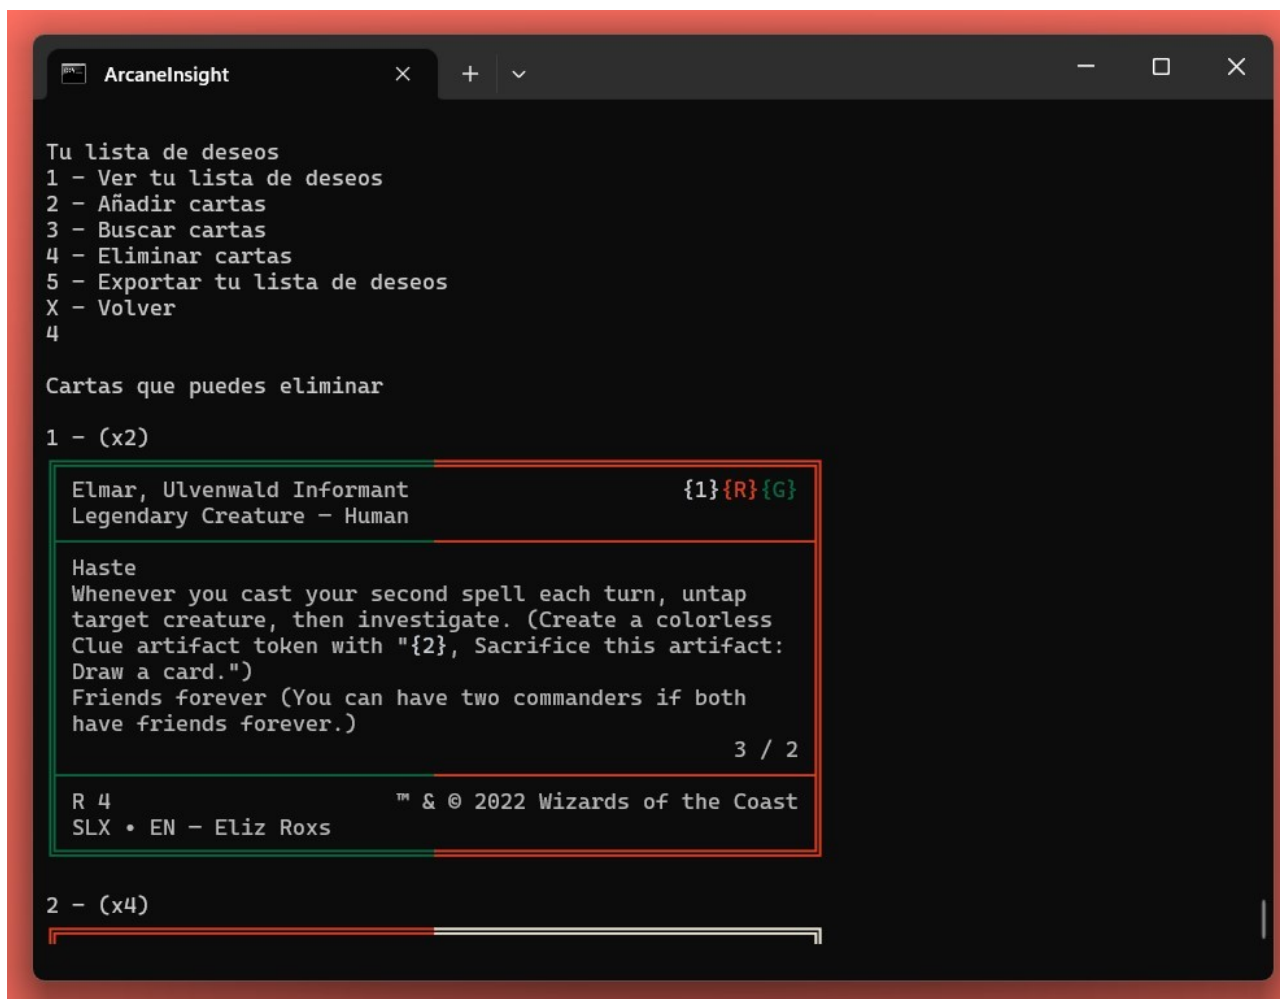 ArcaneInsight
Tu lista de deseos
1 – Ver tu lista de deseos
2 – Añadir cartas
3 – Buscar cartas
4 – Eliminar cartas
5 – Exportar tu lista de deseos
X – Volver
4
Cartas que puedes eliminar
1 – (x2)
Elmar, Ulvenwald Informant {1}{R}{G}
Legendary Creature — Human
Haste
Whenever you cast your second spell each turn, untap
target creature, then investigate. (Create a colorless
Clue artifact token with "{2}, Sacrifice this artifact:
Draw a card.")
Friends forever (You can have two commanders if both
have friends forever.)
3 / 2
R 4 ™ & © 2022 Wizards of the Coast
SLX • EN — Eliz Roxs
2 – (x4)